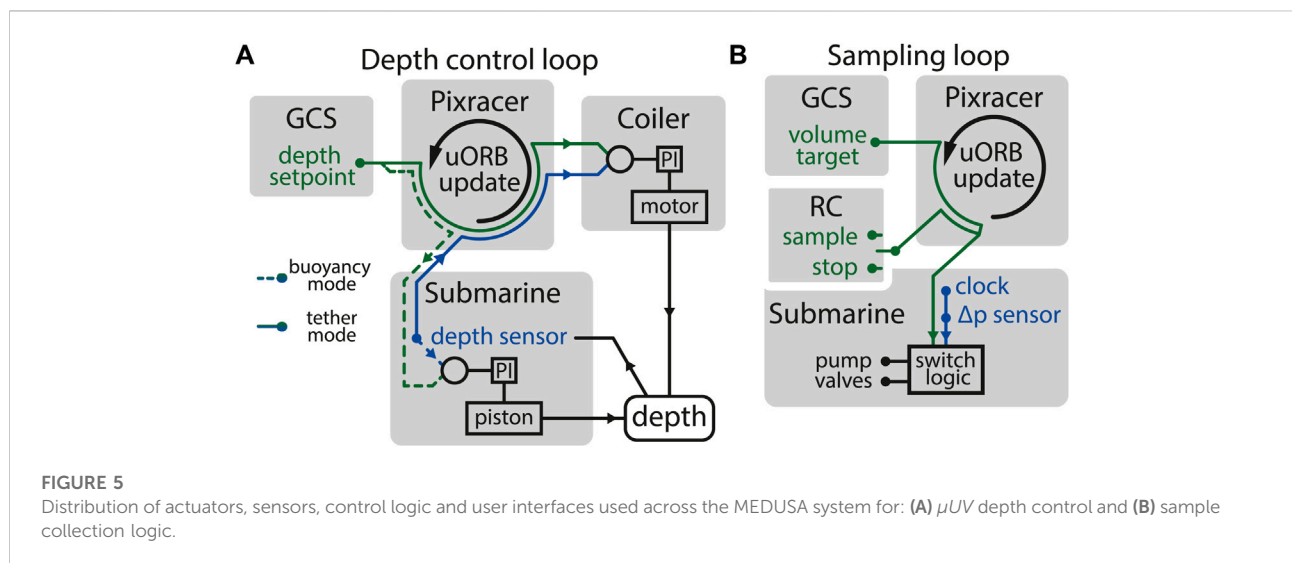 A
Depth control loop
GCS
depth
setpoint
Pixracer
uORB
update
Coiler
PI
motor
buoyancy
mode
tether
mode
Submarine
depth sensor
PI
piston
depth
B
Sampling loop
GCS
volume
target
Pixracer
uORB
update
RC
sample
stop
Submarine
clock
Δp sensor
pump
valves
switch
logic
FIGURE 5
Distribution of actuators, sensors, control logic and user interfaces used across the MEDUSA system for: (A) μUV depth control and (B) sample
collection logic.